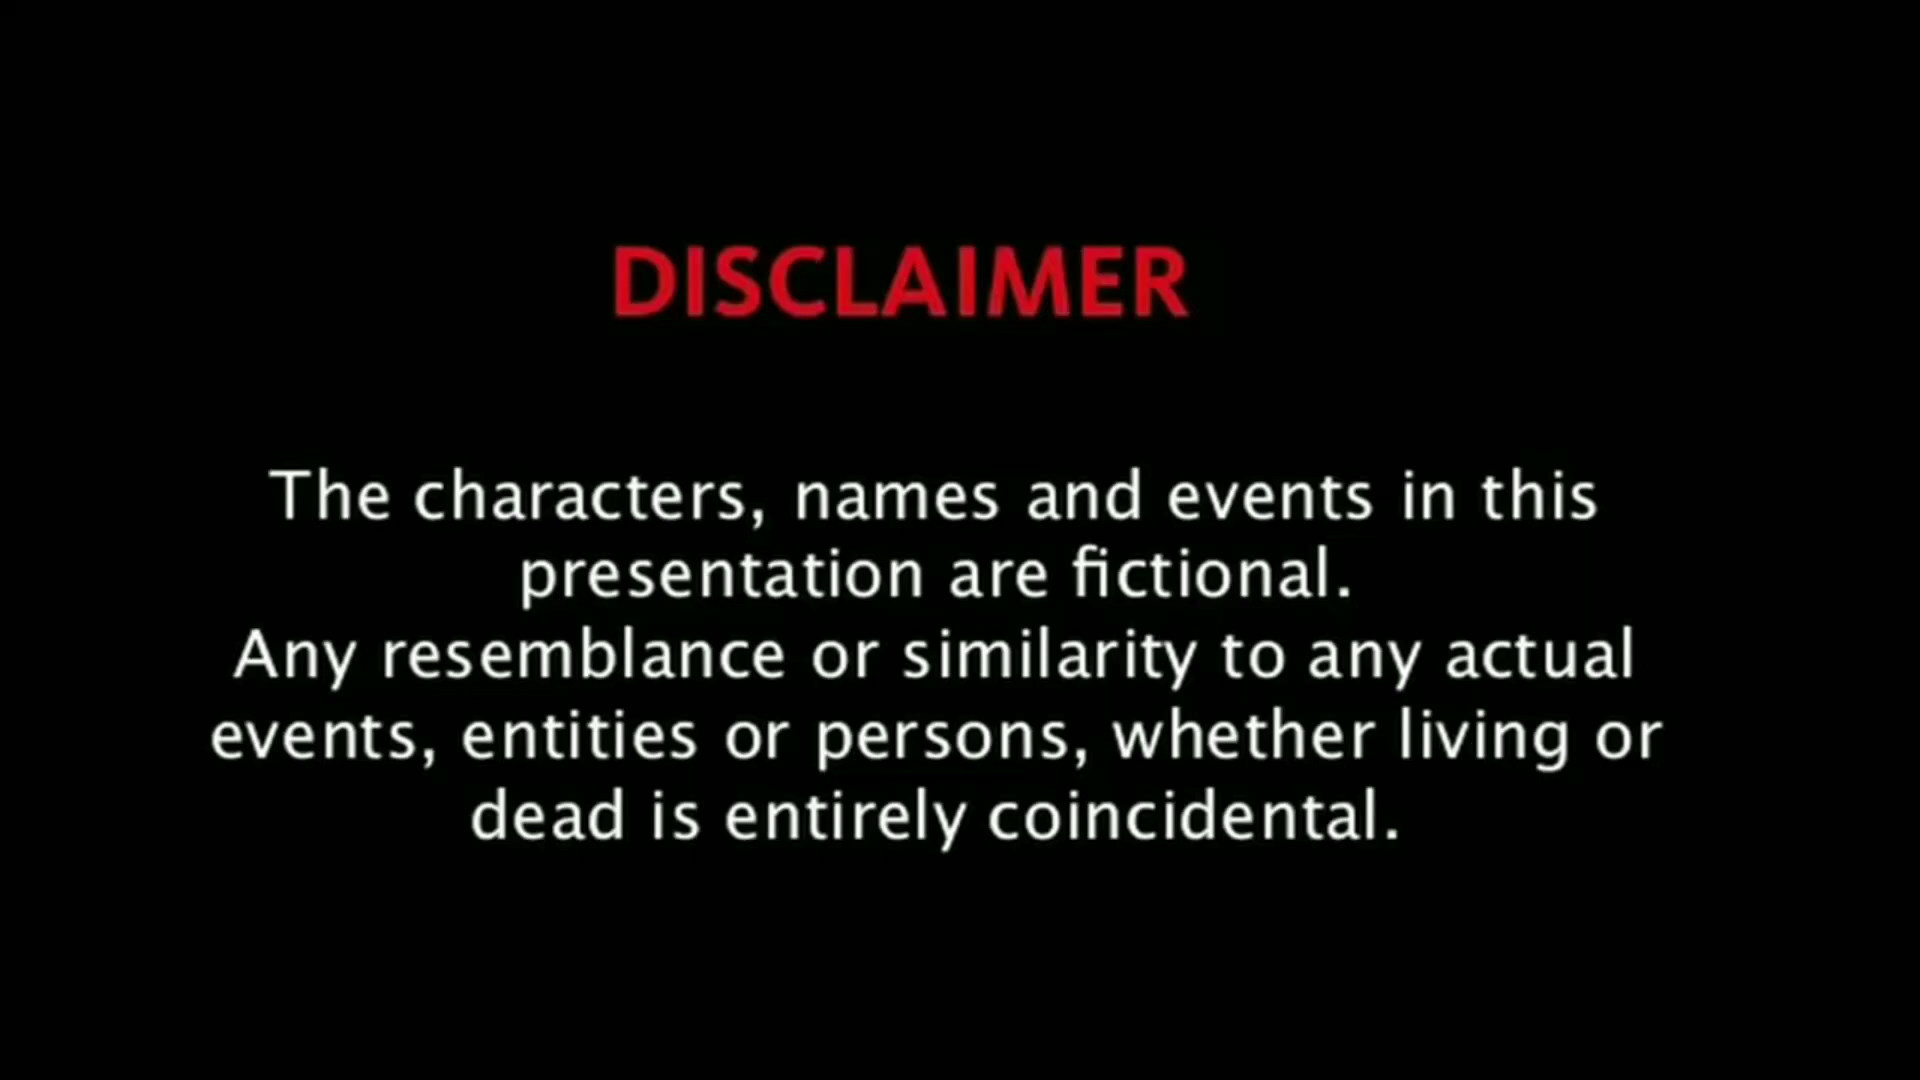 DISCLAIMER
The characters, names and events in this
presentation are fictional.
Any resemblance or similarity to any actual
events, entities or persons, whether living or
dead is entirely coincidental.